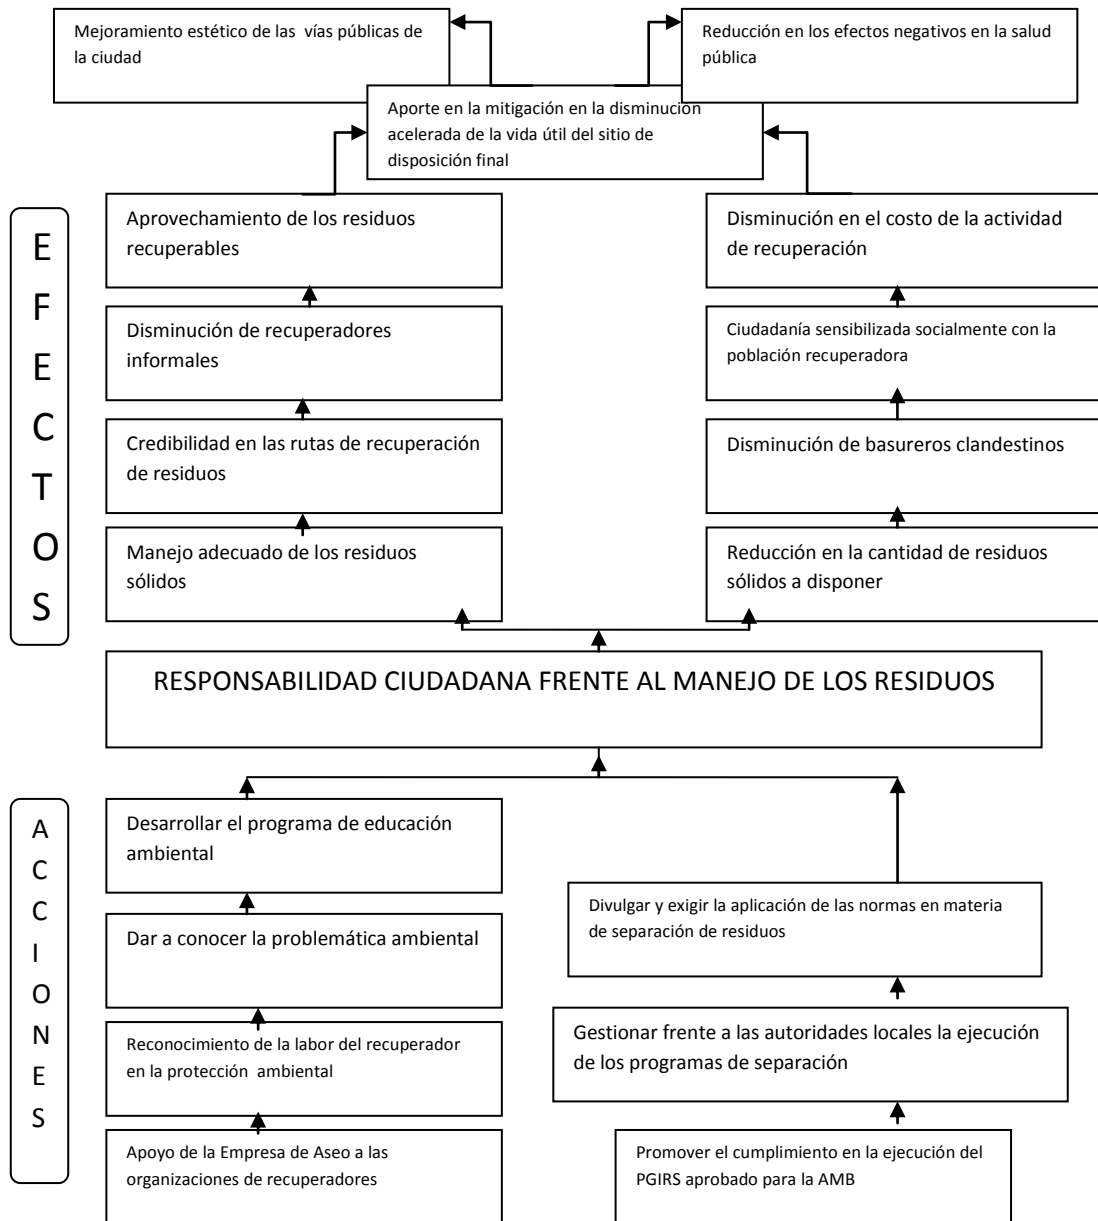 Mejoramiento estético de las vías públicas de
la ciudad
Reducción en los efectos negativos en la salud
pública
Aporte en la mitigación en la disminución
acelerada de la vida útil del sitio de
disposición final
E
F
E
C
T
O
S
Aprovechamiento de los residuos
recuperables
Disminución en el costo de la actividad
de recuperación
Disminución de recuperadores
informales
Ciudadanía sensibilizada socialmente con la
población recuperadora
Credibilidad en las rutas de recuperación
de residuos
Disminución de basureros clandestinos
Manejo adecuado de los residuos
sólidos
Reducción en la cantidad de residuos
sólidos a disponer
RESPONSABILIDAD CIUDADANA FRENTE AL MANEJO DE LOS RESIDUOS
A
C
C
I
O
N
E
S
Desarrollar el programa de educación
ambiental
Divulgar y exigir la aplicación de las normas en materia
de separación de residuos
Dar a conocer la problemática ambiental
Gestionar frente a las autoridades locales la ejecución
de los programas de separación
Reconocimiento de la labor del recuperador
en la protección ambiental
Apoyo de la Empresa de Aseo a las
organizaciones de recuperadores
Promover el cumplimiento en la ejecución del
PGIRS aprobado para la AMB